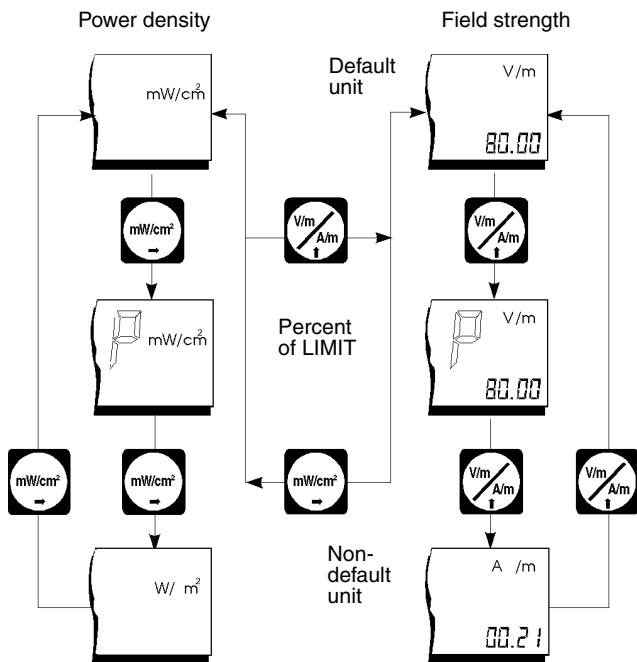 Power density
Field strength
mW/cm²
Default
unit
V/m
80.00
mW/cm²
V/m
A/m
V/m
A/m
P
mW/cm²
Percent
of LIMIT
P
V/m
80.00
mW/cm²
mW/cm²
mW/cm²
V/m
A/m
V/m
A/m
W/ m²
Non-
default
unit
A /m
00.21